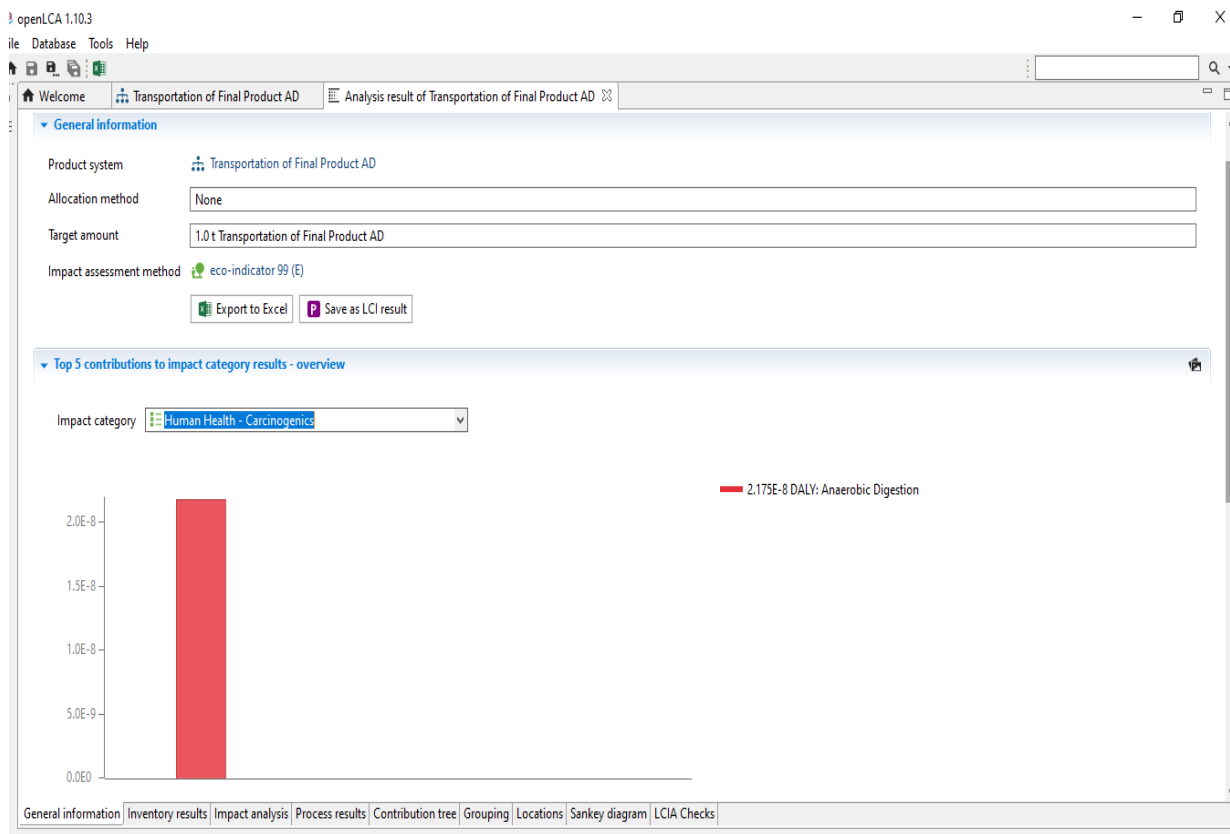 openLCA 1.10.3
ile Database Tools Help
Welcome Transportation of Final Product AD Analysis result of Transportation of Final Product AD
General information
Product system Transportation of Final Product AD
Allocation method None
Target amount 1.0 t Transportation of Final Product AD
Impact assessment method eco-indicator 99 (E)
Export to Excel P Save as LCI result
Top 5 contributions to impact category results - overview
Impact category Human Health - Carcinogenics
2.175E-8 DALY: Anaerobic Digestion
2.0E-8
1.5E-8
1.0E-8
5.0E-9
0.0E0
General information Inventory results Impact analysis Process results Contribution tree Grouping Locations Sankey diagram LCIA Checks